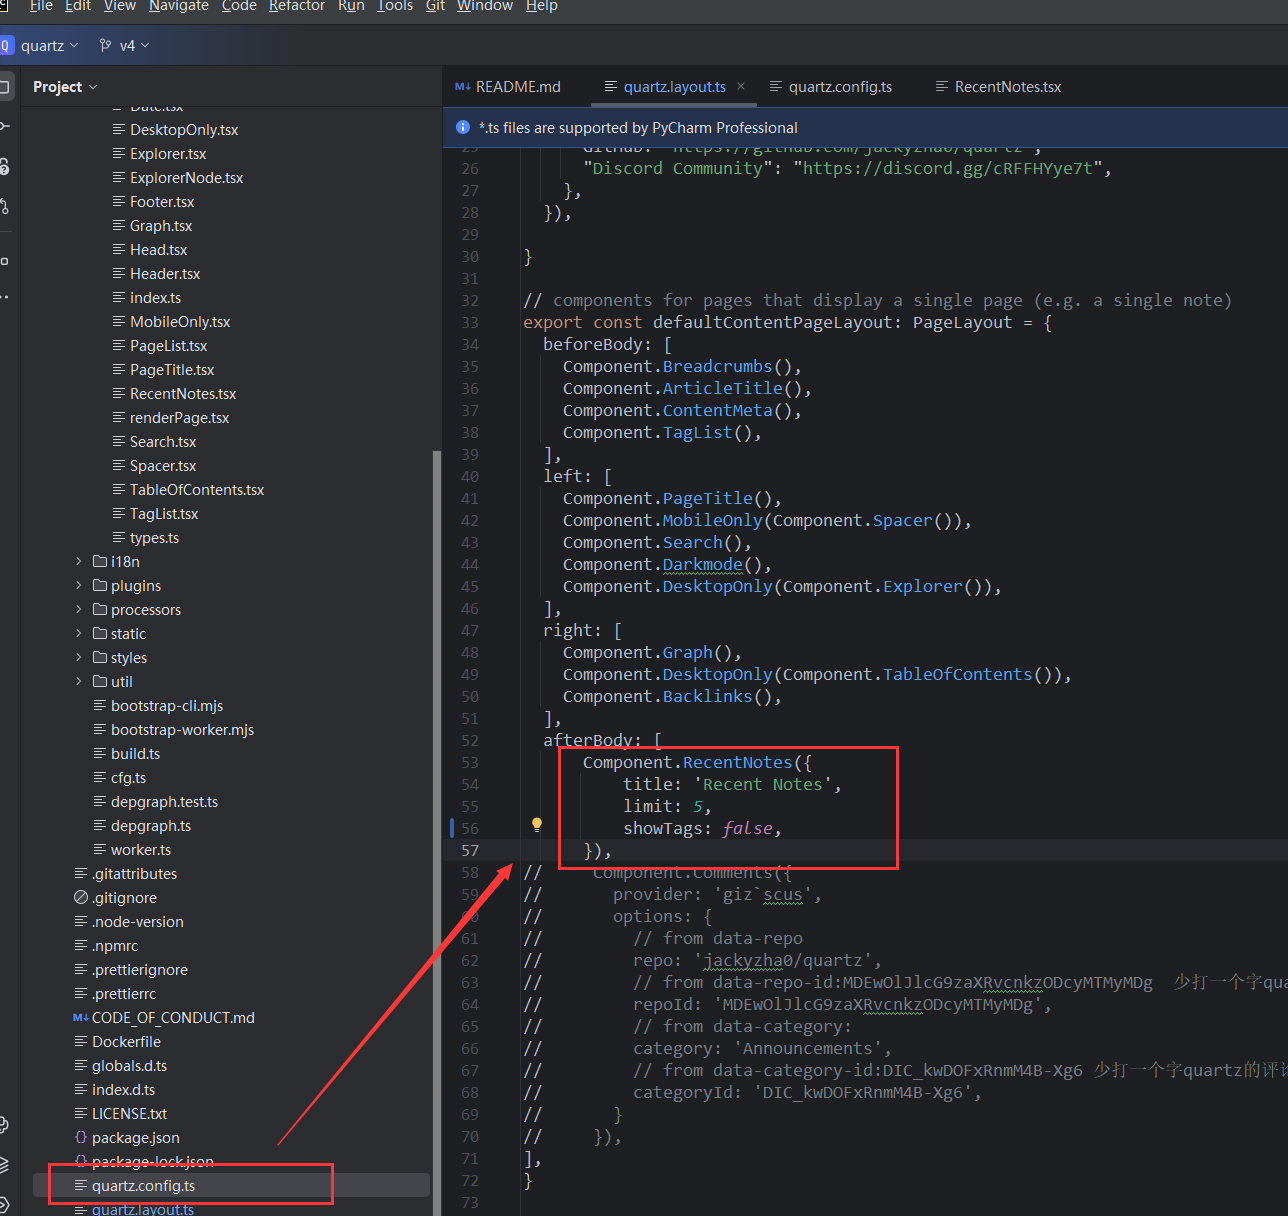 File Edit View Navigate Code Refactor Run Tools Git Window Help
Q quartz v4
Project
M↓ README.md quartz.layout.ts × quartz.config.ts RecentNotes.tsx
*.ts files are supported by PyCharm Professional
Date.tsx
DesktopOnly.tsx
Explorer.tsx
ExplorerNode.tsx
Footer.tsx
Graph.tsx
Head.tsx
Header.tsx
index.ts
MobileOnly.tsx
PageList.tsx
PageTitle.tsx
RecentNotes.tsx
renderPage.tsx
Search.tsx
Spacer.tsx
TableOfContents.tsx
TagList.tsx
types.ts
i18n
plugins
processors
static
styles
util
bootstrap-cli.mjs
bootstrap-worker.mjs
build.ts
cfg.ts
depgraph.test.ts
depgraph.ts
worker.ts
.gitattributes
.gitignore
.node-version
.npmrc
.prettierignore
.prettierrc
M↓ CODE_OF_CONDUCT.md
Dockerfile
globals.d.ts
index.d.ts
LICENSE.txt
{} package.json
{} package-lock.json
quartz.config.ts
quartz.layout.ts
25 GitHub: "https://github.com/jackyzha0/quartz",
26 "Discord Community": "https://discord.gg/cRFFHYye7t",
27 },
28 }),
29
30 }
31
32 // components for pages that display a single page (e.g. a single note)
33 export const defaultContentPageLayout: PageLayout = {
34 beforeBody: [
35 Component.Breadcrumbs(),
36 Component.ArticleTitle(),
37 Component.ContentMeta(),
38 Component.TagList(),
39 ],
40 left: [
41 Component.PageTitle(),
42 Component.MobileOnly(Component.Spacer()),
43 Component.Search(),
44 Component.Darkmode(),
45 Component.DesktopOnly(Component.Explorer()),
46 ],
47 right: [
48 Component.Graph(),
49 Component.DesktopOnly(Component.TableOfContents()),
50 Component.Backlinks(),
51 ],
52 afterBody: [
53 Component.RecentNotes({
54 title: 'Recent Notes',
55 limit: 5,
56 showTags: false,
57 }),
58 // Component.Comments({
59 // provider: 'giz`scus',
60 // options: {
61 // // from data-repo
62 // repo: 'jackyzha0/quartz',
63 // // from data-repo-id:MDEwOlJlcG9zaXRvcnkzODcyMTMyMDg 少打一个字qua
64 // repoId: 'MDEwOlJlcG9zaXRvcnkzODcyMTMyMDg',
65 // // from data-category:
66 // category: 'Announcements',
67 // // from data-category-id:DIC_kwDOFxRnmM4B-Xg6 少打一个字quartz的评论
68 // categoryId: 'DIC_kwDOFxRnmM4B-Xg6',
69 // }
70 // }),
71 ],
72 }
73